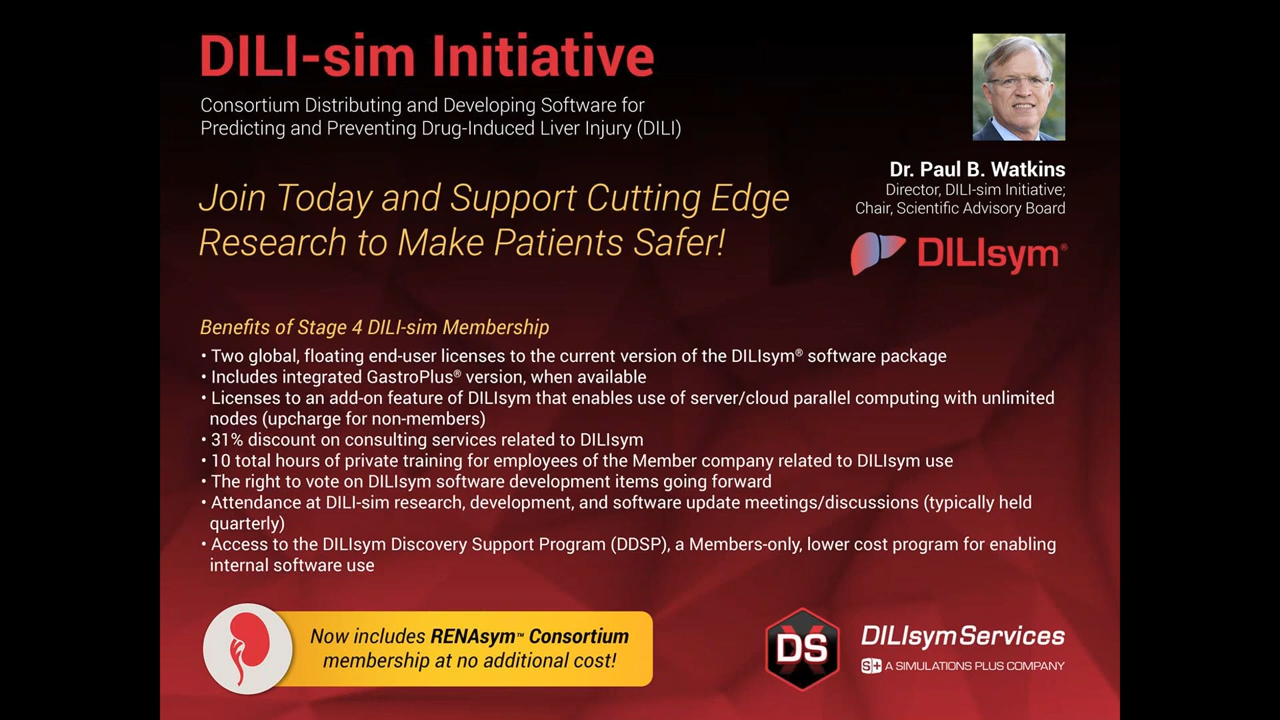 DILI-sim Initiative
Consortium Distributing and Developing Software for
Predicting and Preventing Drug-Induced Liver Injury (DILI)
Join Today and Support Cutting Edge
Research to Make Patients Safer!
Dr. Paul B. Watkins
Director, DILI-sim Initiative;
Chair, Scientific Advisory Board
DILIsym®
Benefits of Stage 4 DILI-sim Membership
• Two global, floating end-user licenses to the current version of the DILIsym® software package
• Includes integrated GastroPlus® version, when available
• Licenses to an add-on feature of DILIsym that enables use of server/cloud parallel computing with unlimited
nodes (upcharge for non-members)
• 31% discount on consulting services related to DILIsym
• 10 total hours of private training for employees of the Member company related to DILIsym use
• The right to vote on DILIsym software development items going forward
• Attendance at DILI-sim research, development, and software update meetings/discussions (typically held
quarterly)
• Access to the DILIsym Discovery Support Program (DDSP), a Members-only, lower cost program for enabling
internal software use
Now includes RENAsym™ Consortium
membership at no additional cost!
DSX
DILIsym Services
S+ A SIMULATIONS PLUS COMPANY